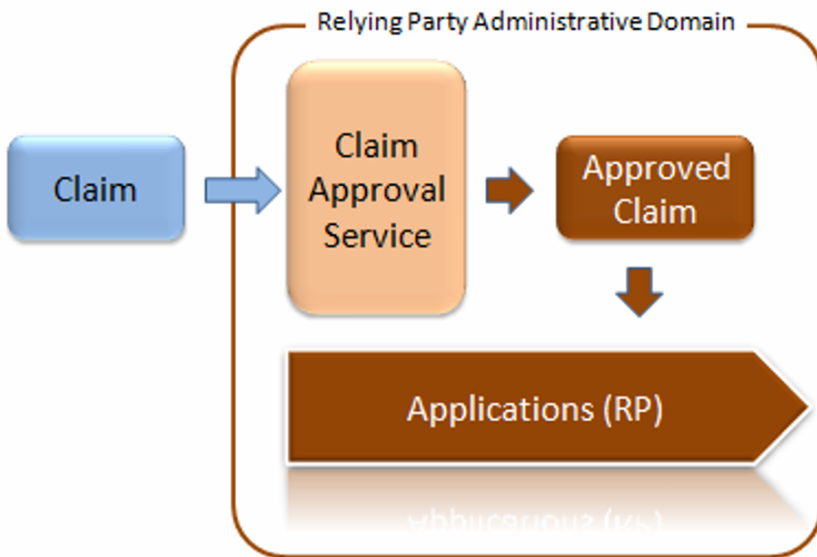 Relying Party Administrative Domain
Claim
Claim
Approval
Service
Approved
Claim
Applications (RP)